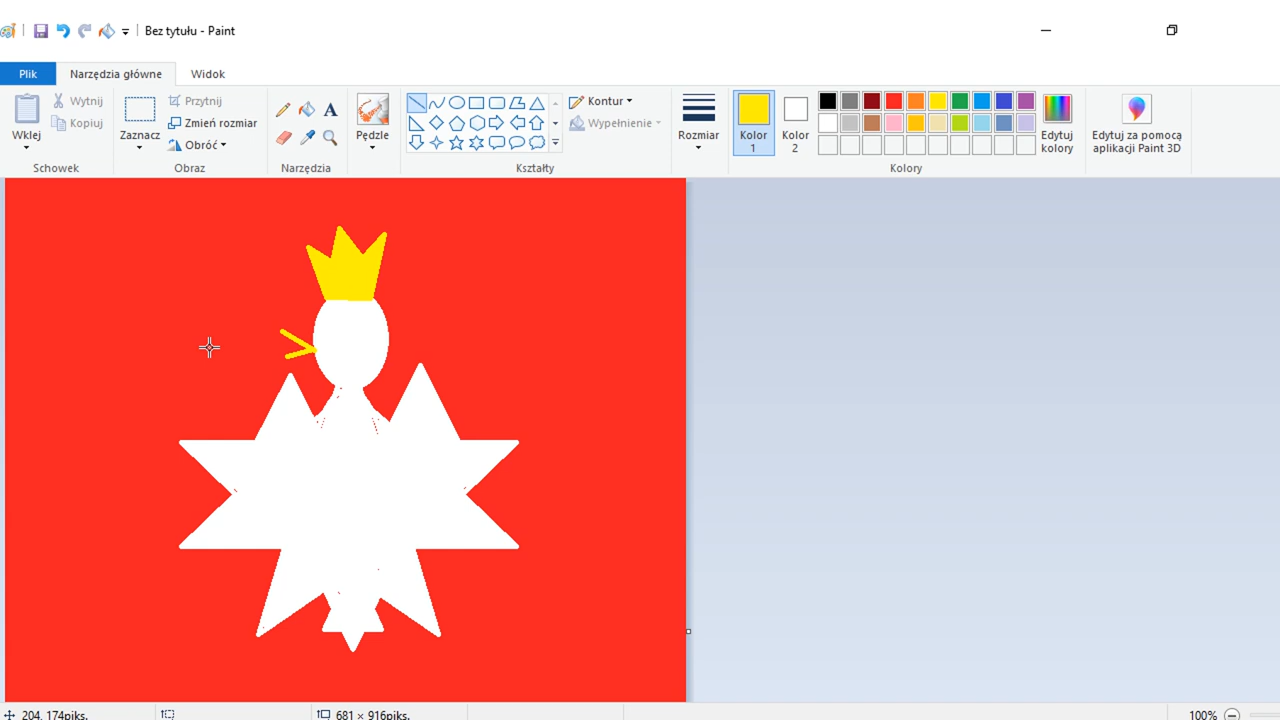 Bez tytułu - Paint
Plik Narzędzia główne Widok
Wklej
Wytnij
Kopiuj
Schowek
Zaznacz
Przytnij
Zmień rozmiar
Obróć
Obraz
A
Narzędzia
Pędzle
Kontur
Wypełnienie
Kształty
Rozmiar
Kolor
1
Kolor
2
Edytuj
kolory
Kolory
Edytuj za pomocą
aplikacji Paint 3D
204, 174piks.
681 × 916piks.
100%